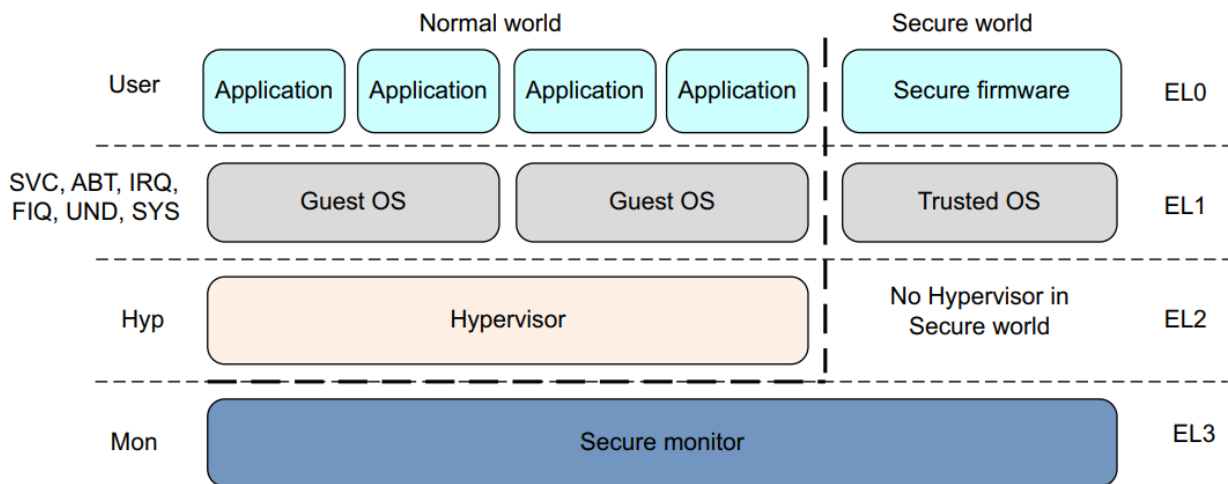 Normal world
Secure world
User
Application
Application
Application
Application
Secure firmware
EL0
SVC, ABT, IRQ,
FIQ, UND, SYS
Guest OS
Guest OS
Trusted OS
EL1
Hyp
Hypervisor
No Hypervisor in
Secure world
EL2
Mon
Secure monitor
EL3